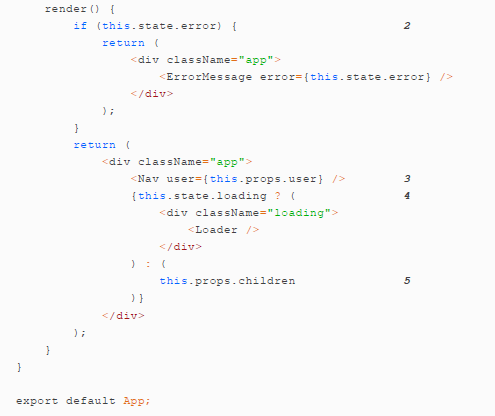 render() {
if (this.state.error) { 2
return (
<div className="app">
<ErrorMessage error={this.state.error} />
</div>
);
}
return (
<div className="app">
<Nav user={this.props.user} /> 3
{this.state.loading ? ( 4
<div className="loading">
<Loader />
</div>
) : (
this.props.children 5
)}
</div>
);
}
}
export default App;